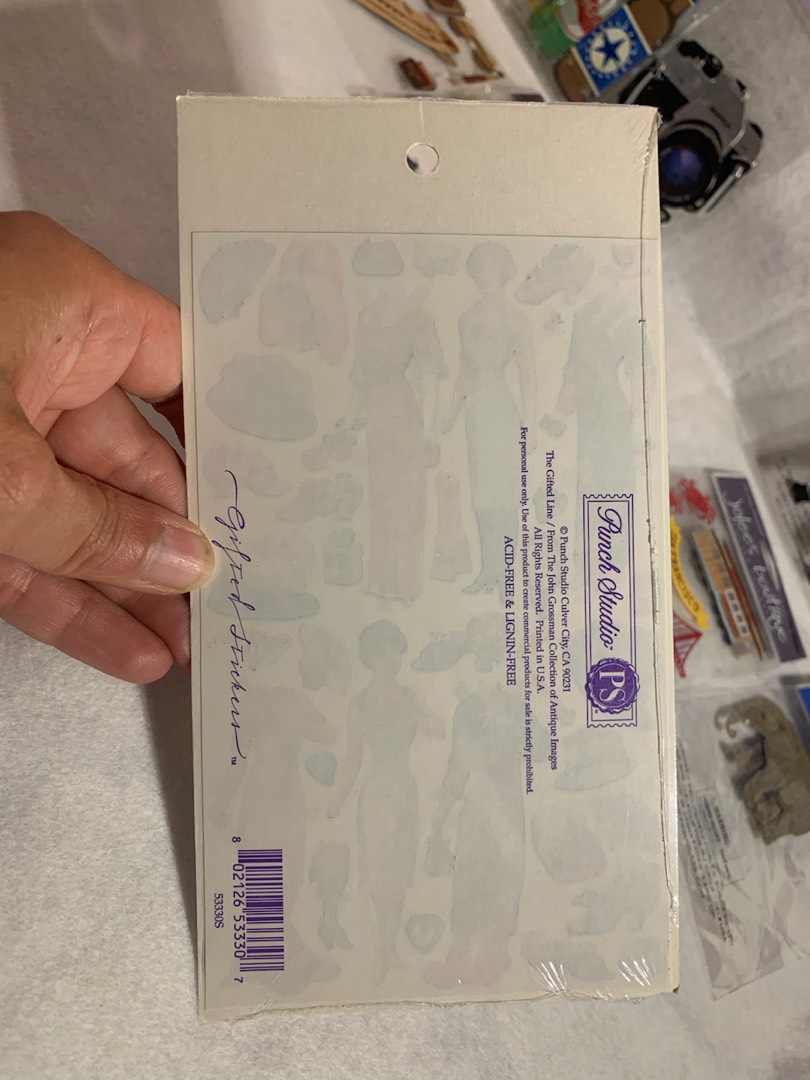 Punch Studio
PS
© Punch Studio Culver City, CA 90231
The Gifted Line / From The John Grossman Collection of Antique Images
All Rights Reserved. Printed in U.S.A.
For personal use only. Use of this product to create commercial products for sale is strictly prohibited.
ACID-FREE & LIGNIN-FREE
Gifted Stickers™
8 02126 53330 7
53330S